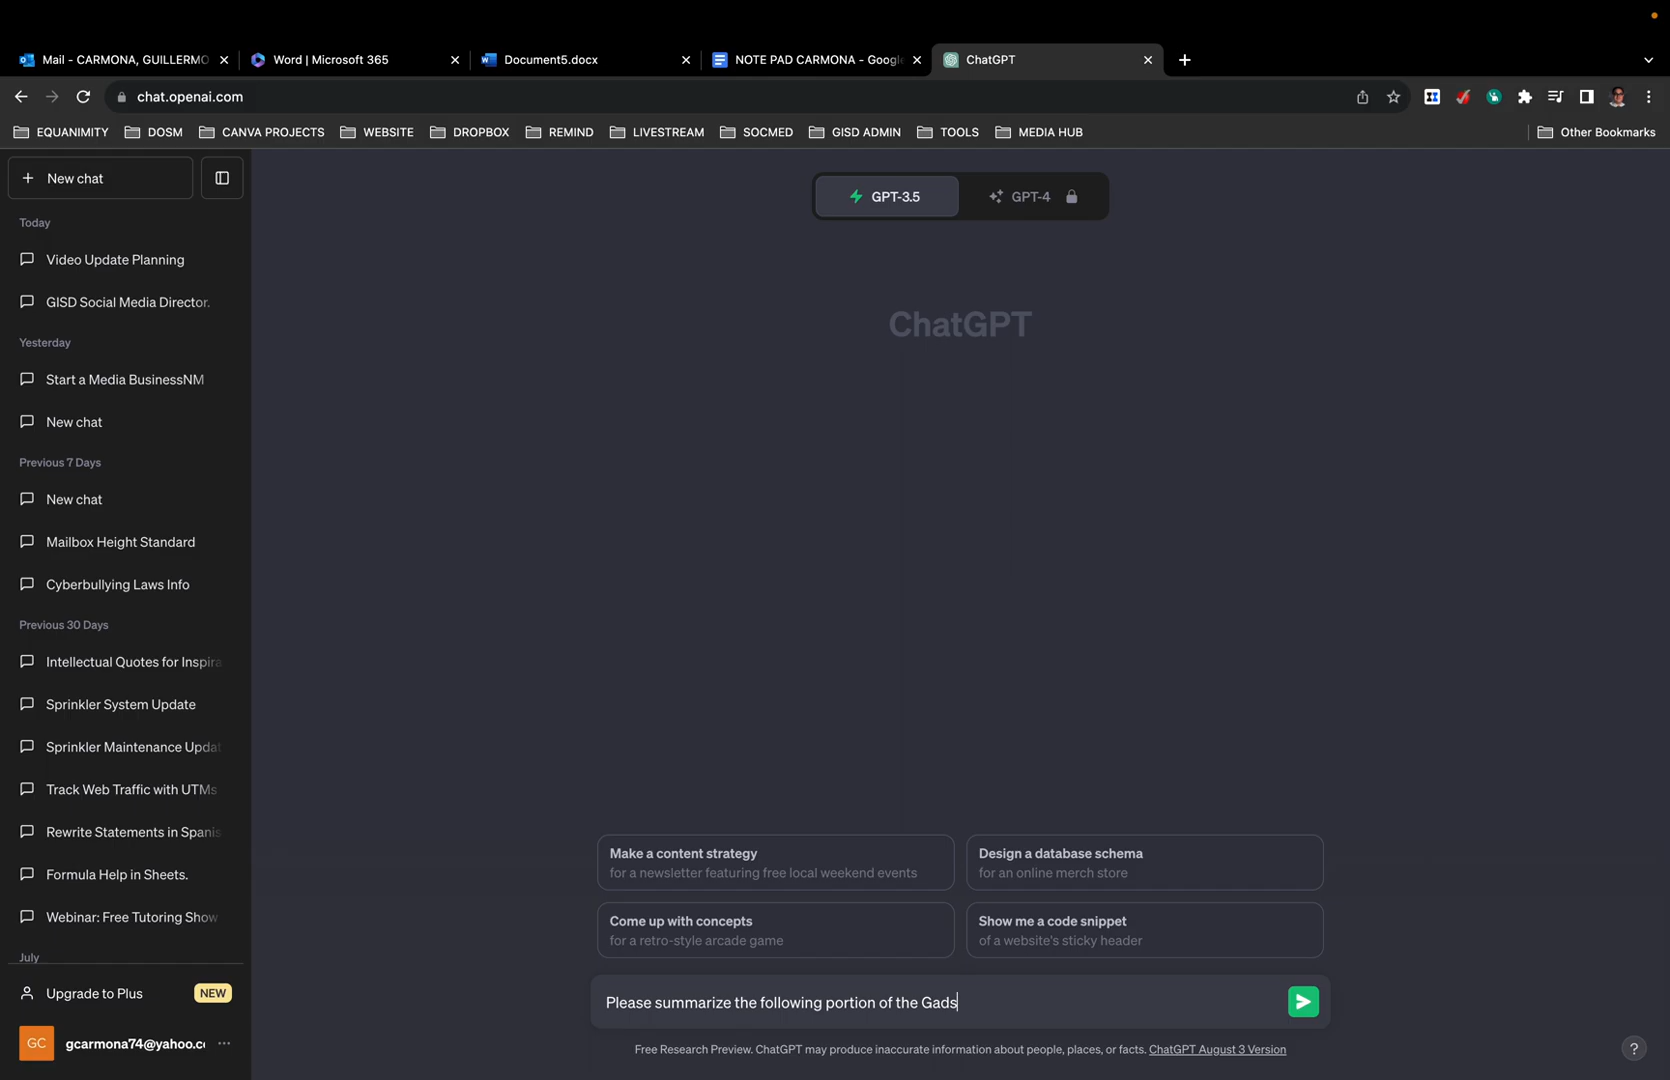 Mail - CARMONA, GUILLERMO
Word | Microsoft 365
Document5.docx
NOTE PAD CARMONA - Google
ChatGPT
chat.openai.com
EQUANIMITY
DOSM
CANVA PROJECTS
WEBSITE
DROPBOX
REMIND
LIVESTREAM
SOCMED
GISD ADMIN
TOOLS
MEDIA HUB
Other Bookmarks
New chat
Today
Video Update Planning
GISD Social Media Director.
Yesterday
Start a Media BusinessNM
New chat
Previous 7 Days
New chat
Mailbox Height Standard
Cyberbullying Laws Info
Previous 30 Days
Intellectual Quotes for Inspira
Sprinkler System Update
Sprinkler Maintenance Updat
Track Web Traffic with UTMs
Rewrite Statements in Spanis
Formula Help in Sheets.
Webinar: Free Tutoring Show
July
Upgrade to Plus
NEW
GC
gcarmona74@yahoo.cc
GPT-3.5
GPT-4
ChatGPT
Make a content strategy
for a newsletter featuring free local weekend events
Design a database schema
for an online merch store
Come up with concepts
for a retro-style arcade game
Show me a code snippet
of a website's sticky header
Please summarize the following portion of the Gads
Free Research Preview. ChatGPT may produce inaccurate information about people, places, or facts. ChatGPT August 3 Version
?